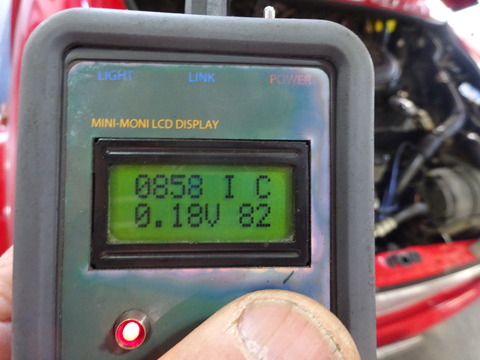 LIGHT LINK POWER
MINI-MONI LCD DISPLAY
0858 I C
0.18V 82